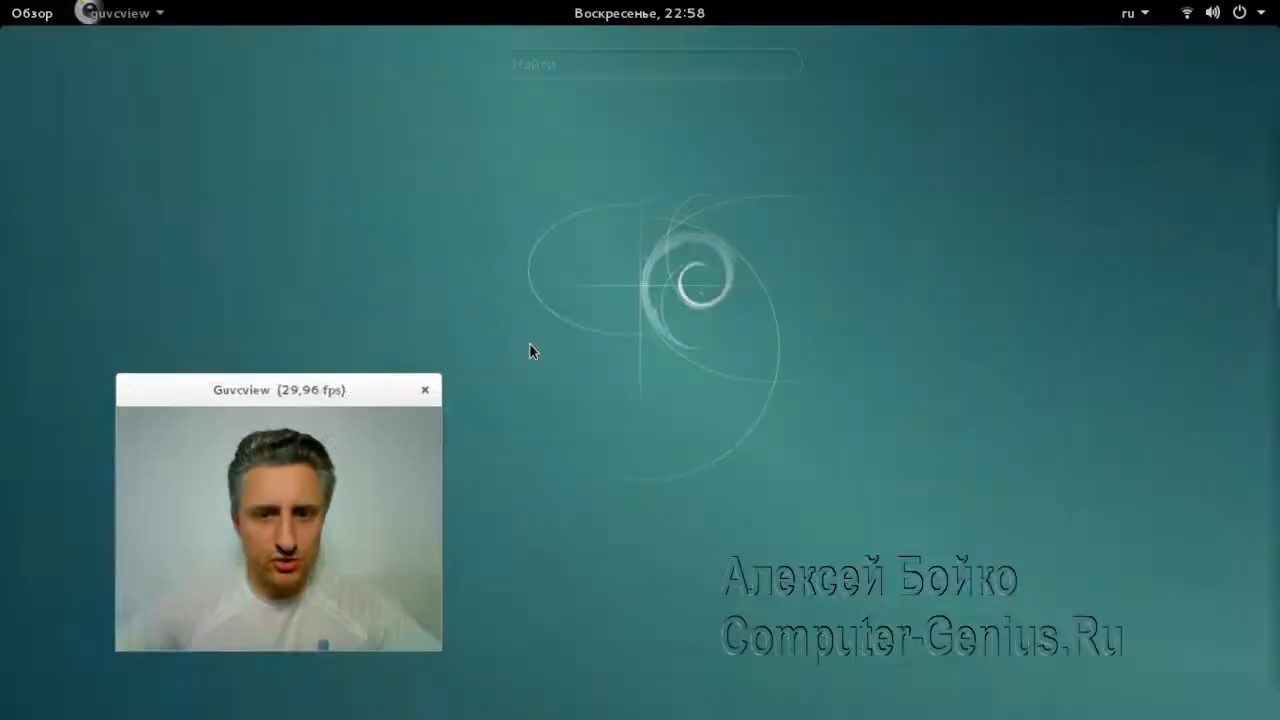 Обзор guvcview Воскресенье, 22:58 ru
Найти
Guvcview (29,96 fps) ×
Алексей Бойко
Computer-Genius.Ru